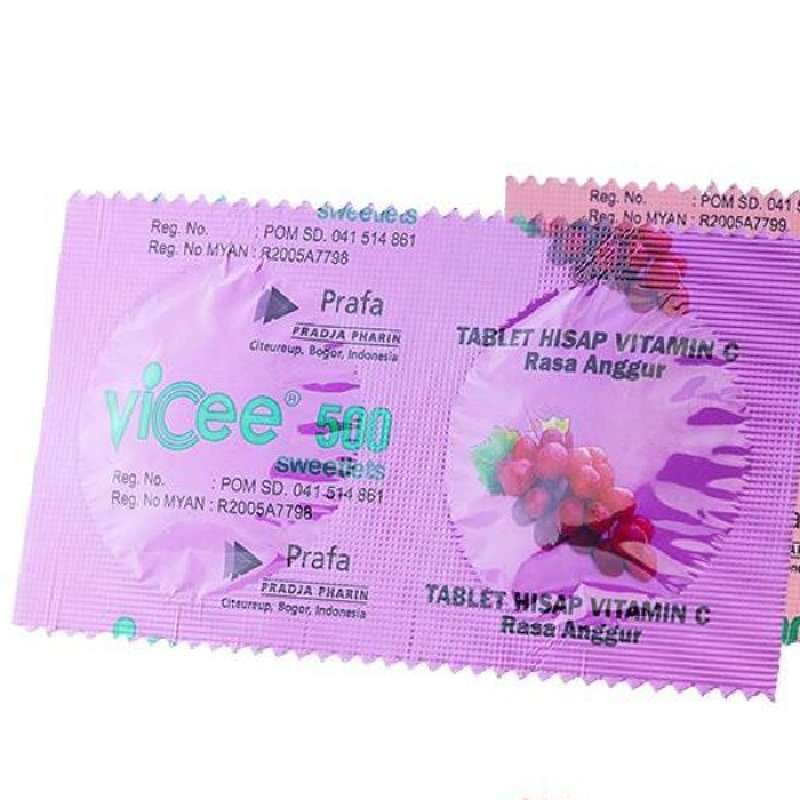 sweetlets
Reg. No. : POM SD. 041 514 861
Reg. No MYAN : R2005A7798
Prafa
PRADJA PHARIN
Citeureup, Bogor, Indonesia
vicee® 500
sweetlets
Reg. No. : POM SD. 041 514 861
Reg. No MYAN : R2005A7798
Prafa
PRADJA PHARIN
Citeureup, Bogor, Indonesia
TABLET HISAP VITAMIN C
Rasa Anggur
TABLET HISAP VITAMIN C
Rasa Anggur
Reg. No. : POM SD. 041 5
Reg. No MYAN : R2005A7799